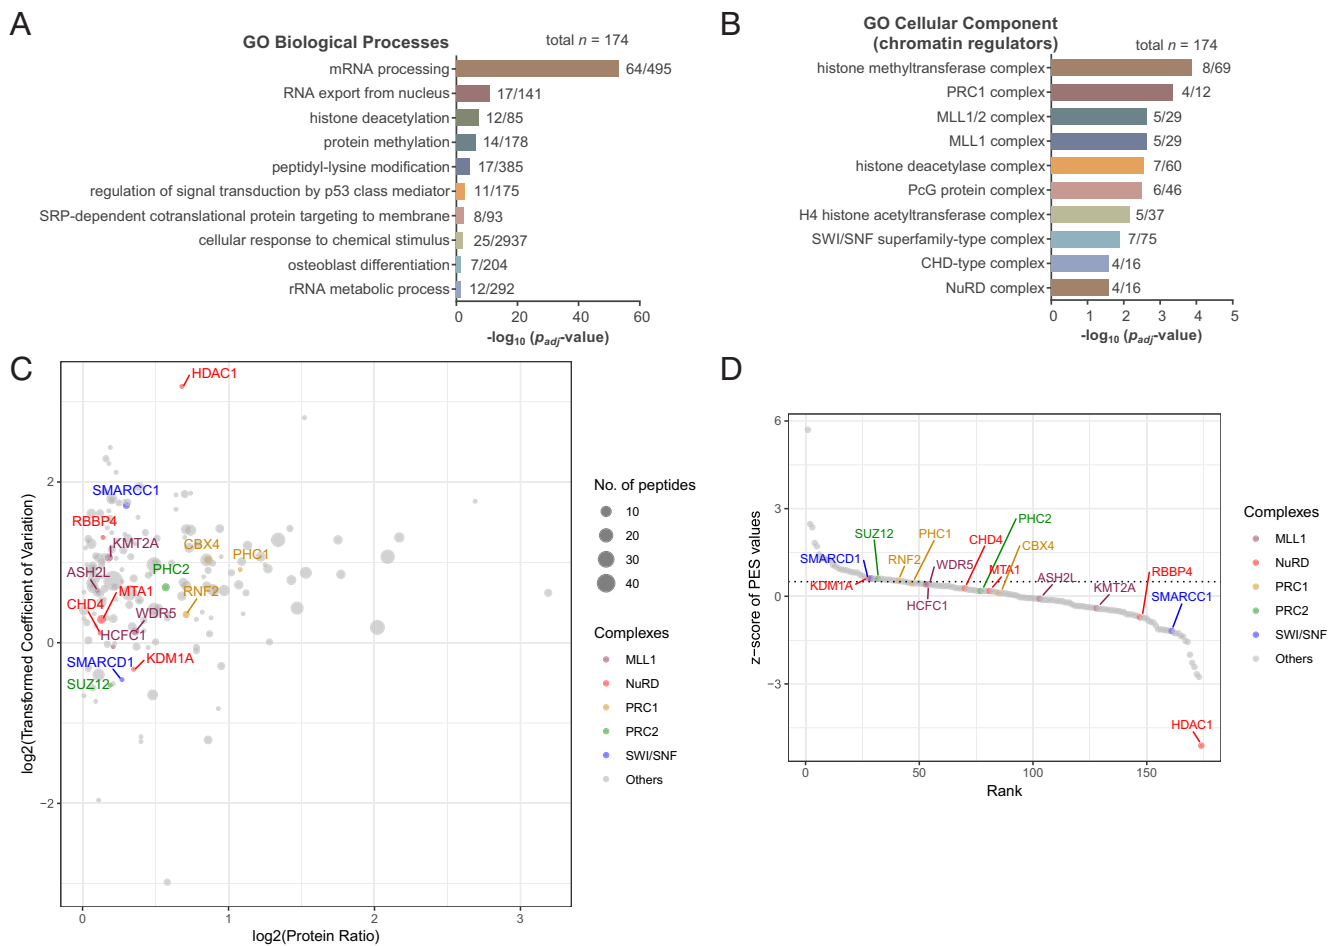 A
GO Biological Processes
total n = 174
mRNA processing
64/495
RNA export from nucleus
17/141
histone deacetylation
12/85
protein methylation
14/178
peptidyl-lysine modification
17/385
regulation of signal transduction by p53 class mediator
11/175
SRP-dependent cotranslational protein targeting to membrane
8/93
cellular response to chemical stimulus
25/2937
osteoblast differentiation
7/204
rRNA metabolic process
12/292
0 20 40 60
-log10 (padj-value)
B
GO Cellular Component
(chromatin regulators)
total n = 174
histone methyltransferase complex
8/69
PRC1 complex
4/12
MLL1/2 complex
5/29
MLL1 complex
5/29
histone deacetylase complex
7/60
PcG protein complex
6/46
H4 histone acetyltransferase complex
5/37
SWI/SNF superfamily-type complex
7/75
CHD-type complex
4/16
NuRD complex
4/16
0 1 2 3 4 5
-log10 (padj-value)
C
log2(Transformed Coefficient of Variation)
2
0
−2
HDAC1
SMARCC1
RBBP4
KMT2A
CBX4
PHC1
ASH2L
PHC2
MTA1
RNF2
CHD4
WDR5
HCFC1
SMARCD1
KDM1A
SUZ12
0 1 2 3
log2(Protein Ratio)
No. of peptides
10
20
30
40
Complexes
MLL1
NuRD
PRC1
PRC2
SWI/SNF
Others
D
z-score of PES values
6
3
0
−3
SUZ12
PHC1
PHC2
CHD4
CBX4
SMARCD1
RNF2
WDR5
MTA1
KDM1A
HCFC1
ASH2L
KMT2A
RBBP4
SMARCC1
HDAC1
0 50 100 150
Rank
Complexes
MLL1
NuRD
PRC1
PRC2
SWI/SNF
Others